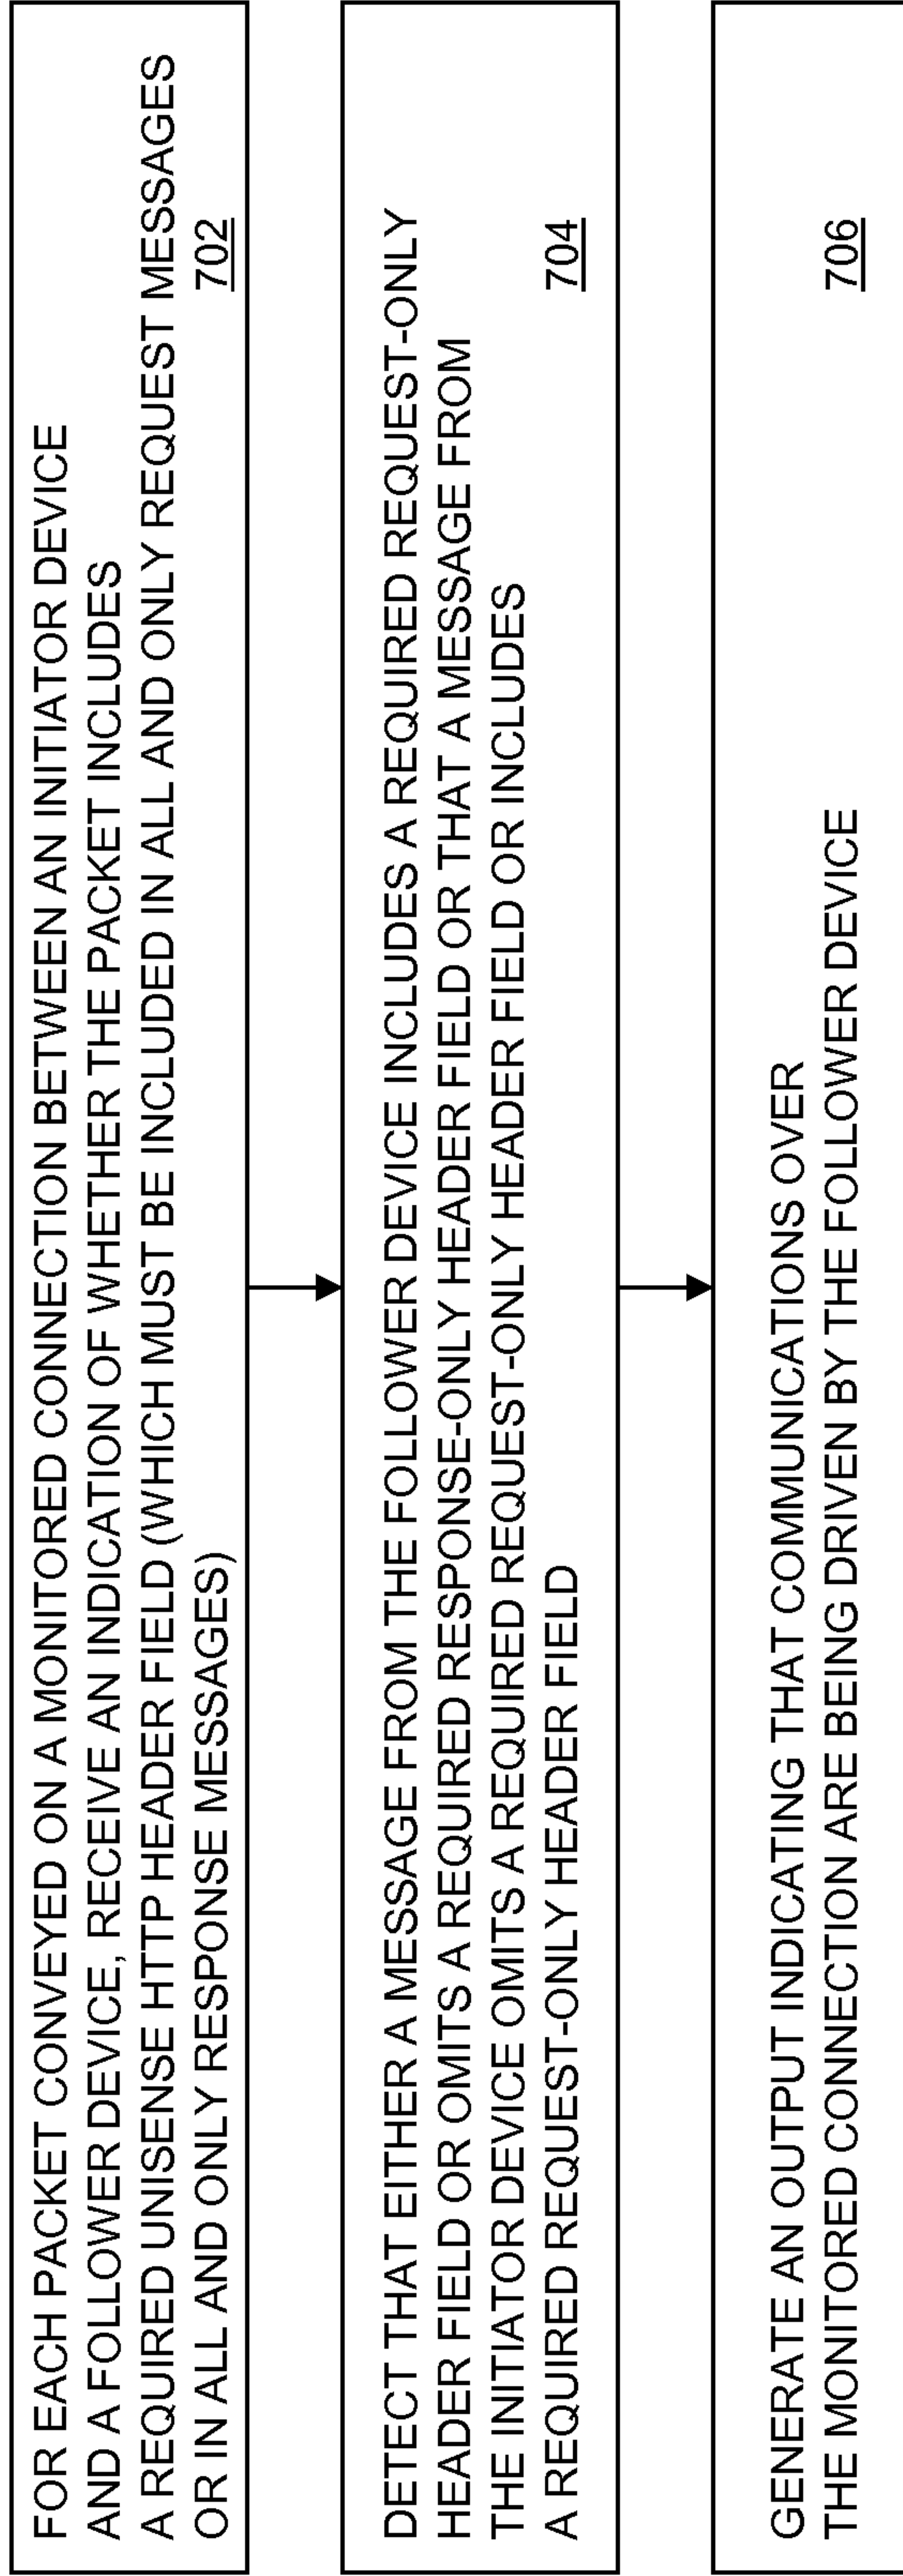 FOR EACH PACKET CONVEYED ON A MONITORED CONNECTION BETWEEN AN INITIATOR DEVICE
AND A FOLLOWER DEVICE, RECEIVE AN INDICATION OF WHETHER THE PACKET INCLUDES
A REQUIRED UNISENSE HTTP HEADER FIELD (WHICH MUST BE INCLUDED IN ALL AND ONLY REQUEST MESSAGES
OR IN ALL AND ONLY RESPONSE MESSAGES) 702
DETECT THAT EITHER A MESSAGE FROM THE FOLLOWER DEVICE INCLUDES A REQUIRED REQUEST-ONLY
HEADER FIELD OR OMITS A REQUIRED RESPONSE-ONLY HEADER FIELD OR THAT A MESSAGE FROM
THE INITIATOR DEVICE OMITS A REQUIRED REQUEST-ONLY HEADER FIELD OR INCLUDES
A REQUIRED REQUEST-ONLY HEADER FIELD 704
GENERATE AN OUTPUT INDICATING THAT COMMUNICATIONS OVER
THE MONITORED CONNECTION ARE BEING DRIVEN BY THE FOLLOWER DEVICE 706